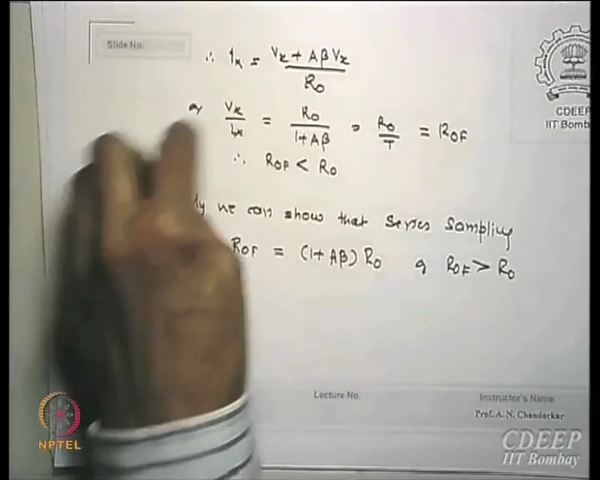 Slide No:
∴ Ix = Vx + AβVx / Ro
or Vx / Ix = Ro / 1+Aβ = Ro / T = ROF
∴ ROF < Ro
ly we can show that series sampling
ROF = (1+Aβ) Ro & ROF > Ro
CDEEP
IIT Bomb
Lecture No.
Instructor's Name
Prof. A. N. Chandorkar
NPTEL
CDEEP
IIT Bombay